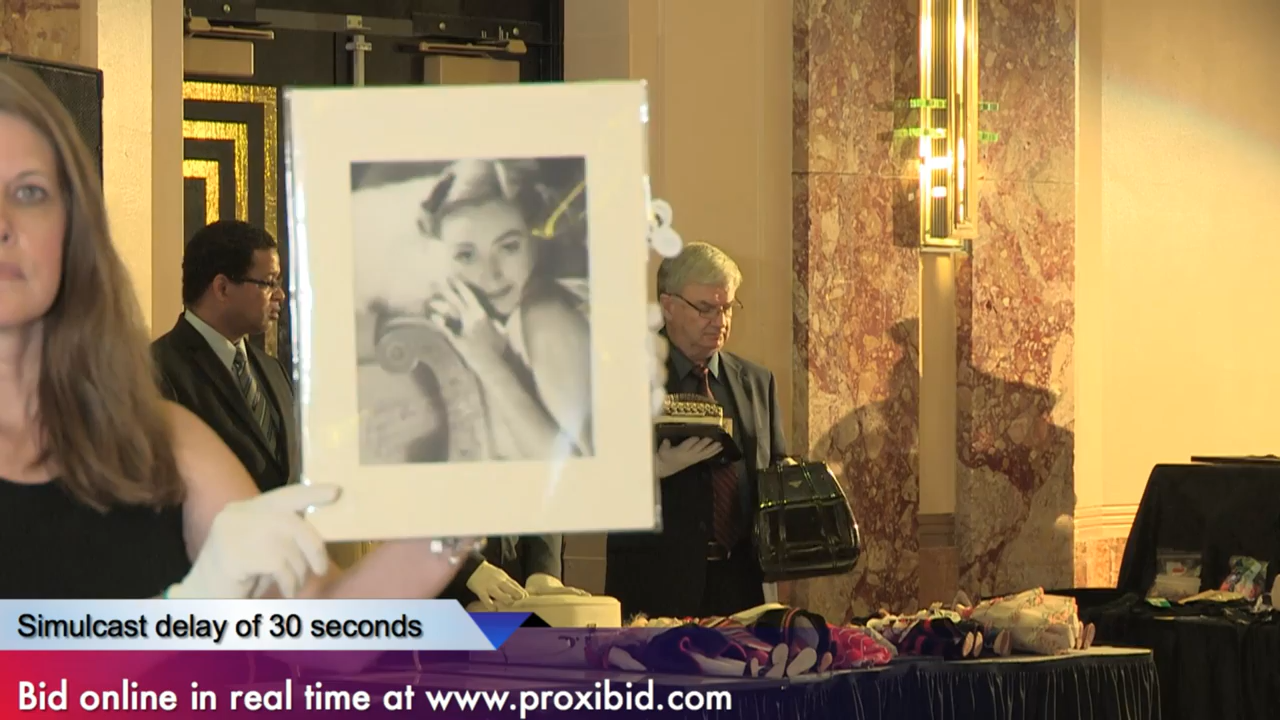 Simulcast delay of 30 seconds
Bid online in real time at www.proxibid.com